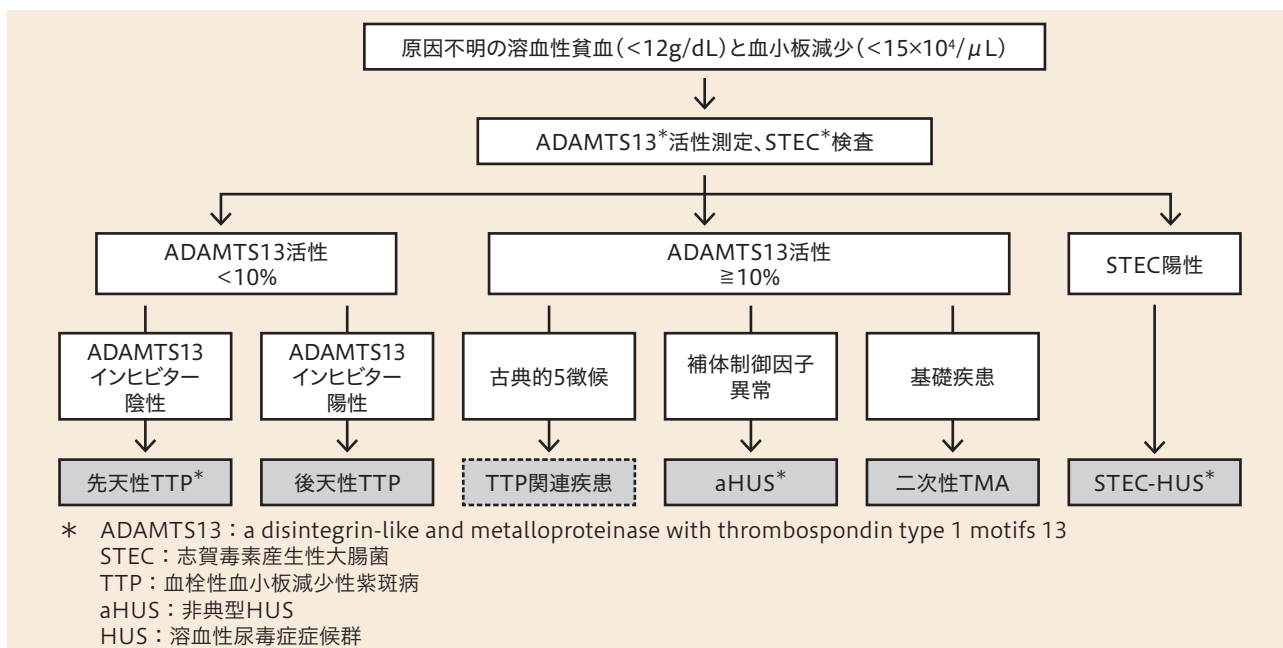 原因不明の溶血性貧血(<12g/dL)と血小板減少(<15×10⁴/μL)
ADAMTS13*活性測定、STEC*検査
ADAMTS13活性
<10%
ADAMTS13活性
≧10%
STEC陽性
ADAMTS13
インヒビター
陰性
ADAMTS13
インヒビター
陽性
古典的5徴候
補体制御因子
異常
基礎疾患
先天性TTP*
後天性TTP
TTP関連疾患
aHUS*
二次性TMA
STEC-HUS*
* ADAMTS13：a disintegrin-like and metalloproteinase with thrombospondin type 1 motifs 13
STEC：志賀毒素産生性大腸菌
TTP：血栓性血小板減少性紫斑病
aHUS：非典型HUS
HUS：溶血性尿毒症症候群